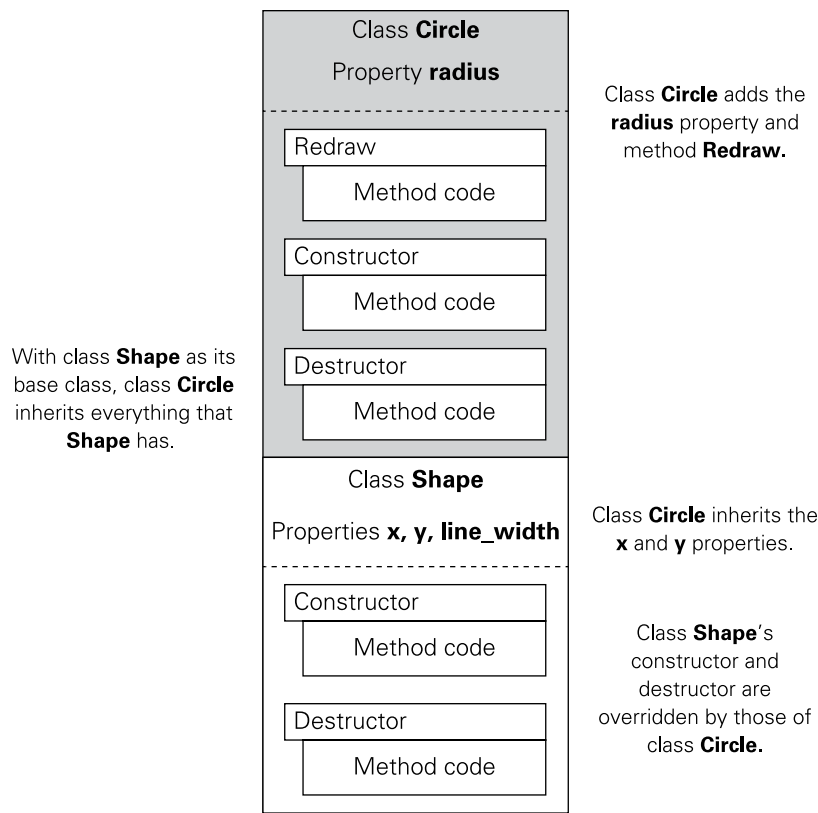 Class Circle
Property radius
Class Circle adds the
radius property and
method Redraw.
Redraw
Method code
Constructor
Method code
With class Shape as its
base class, class Circle
inherits everything that
Shape has.
Destructor
Method code
Class Shape
Properties x, y, line_width
Class Circle inherits the
x and y properties.
Constructor
Method code
Class Shape's
constructor and
destructor are
overridden by those of
class Circle.
Destructor
Method code